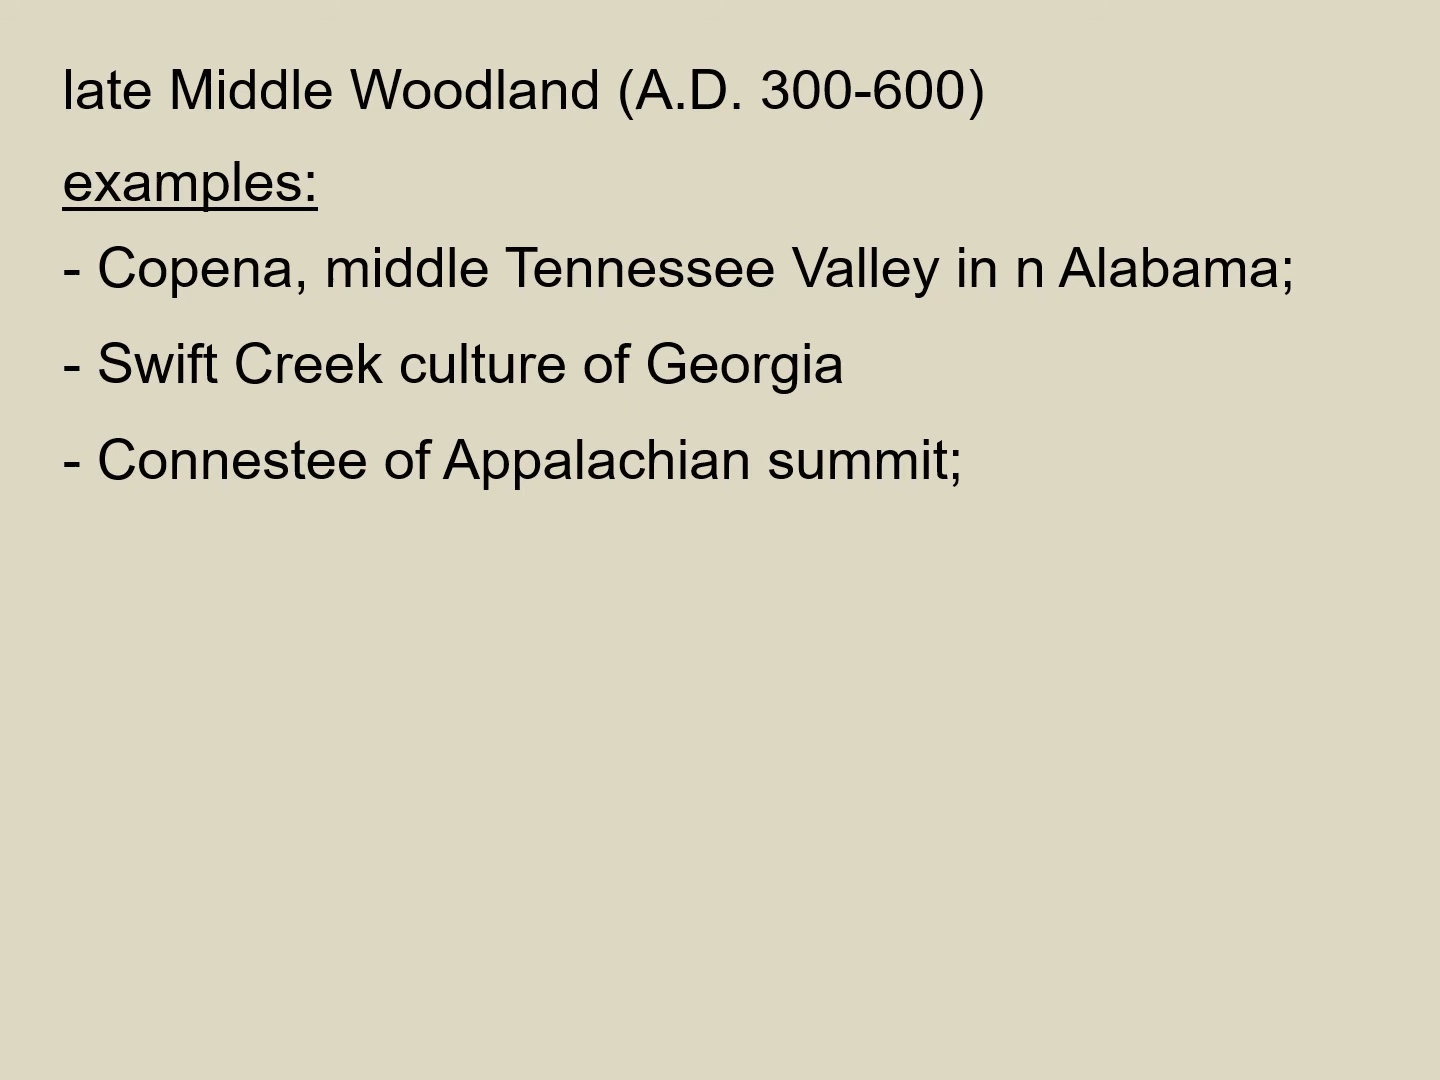 late Middle Woodland (A.D. 300-600)
examples:
- Copena, middle Tennessee Valley in n Alabama;
- Swift Creek culture of Georgia
- Connestee of Appalachian summit;